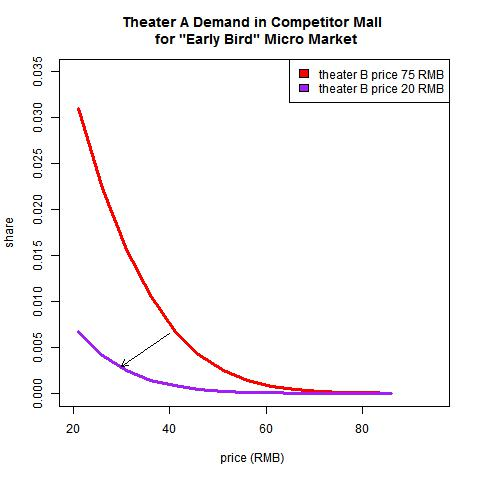 Theater A Demand in Competitor Mall
for "Early Bird" Micro Market
theater B price 75 RMB
theater B price 20 RMB
share
0.035
0.030
0.025
0.020
0.015
0.010
0.005
0.000
20 40 60 80
price (RMB)